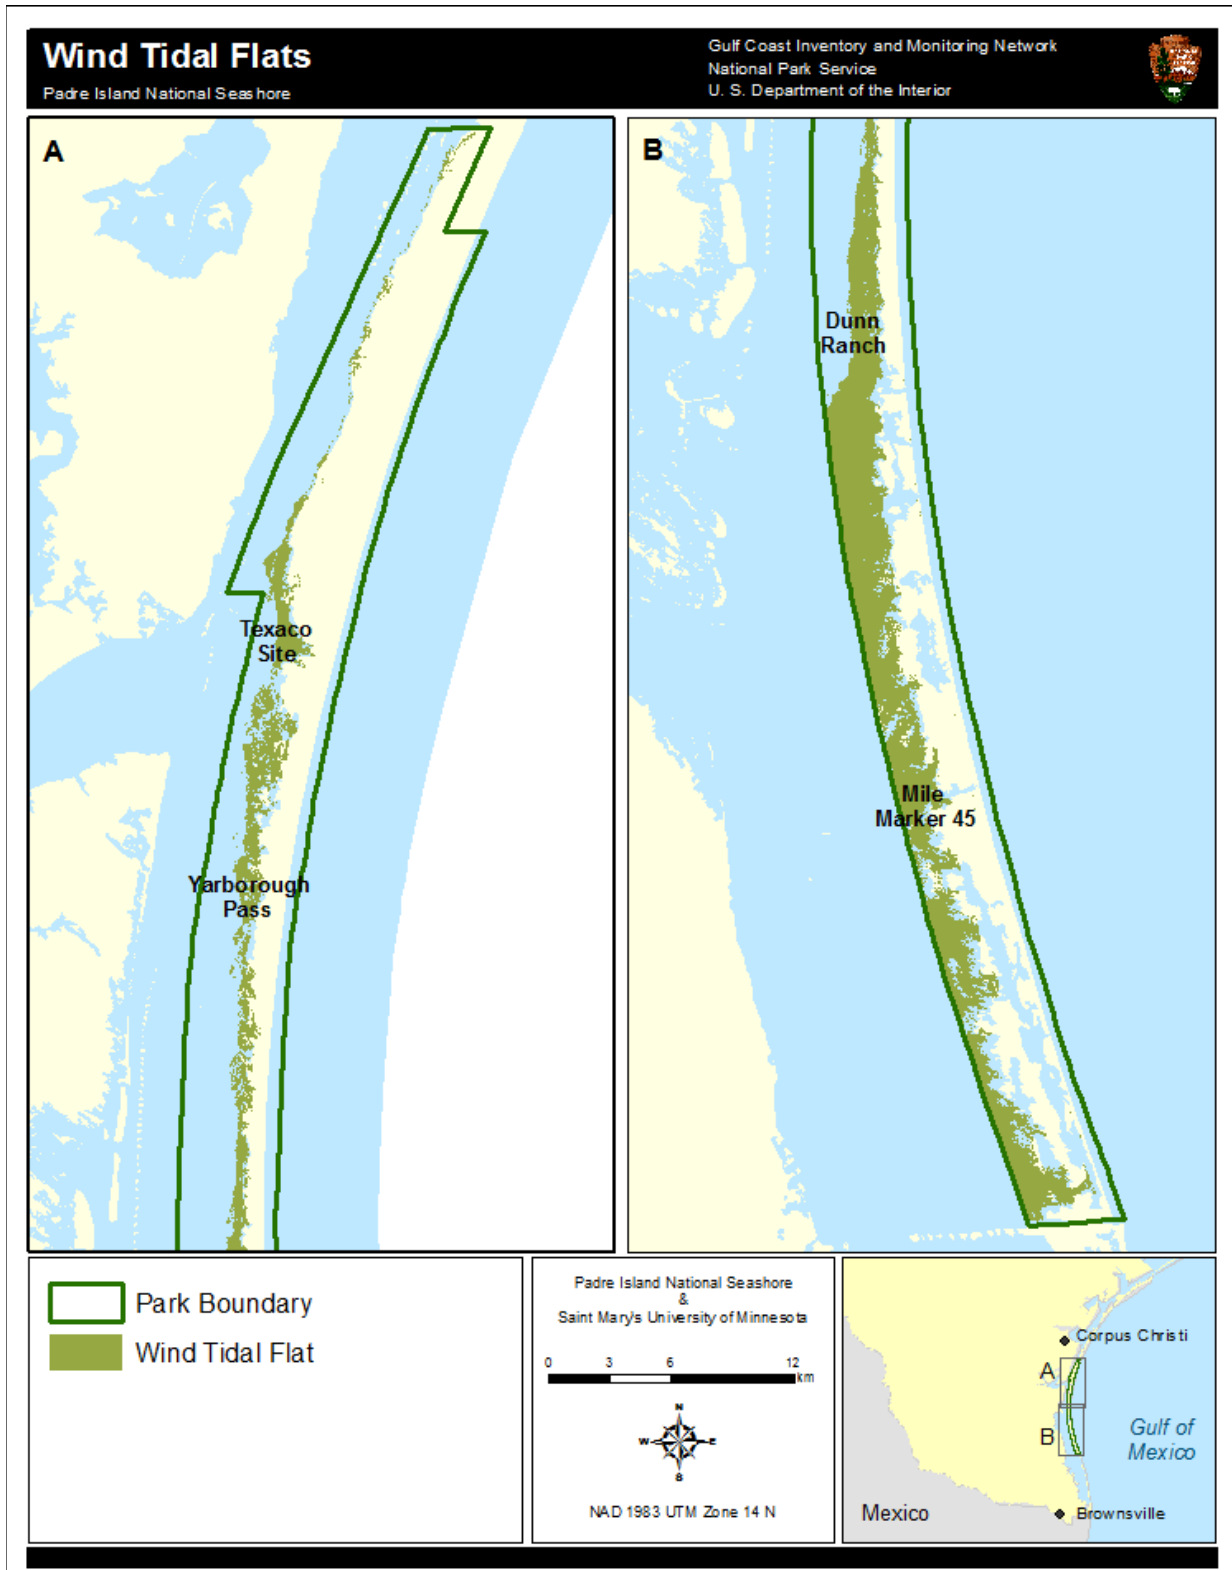 Wind Tidal Flats
Padre Island National Seashore
Gulf Coast Inventory and Monitoring Network
National Park Service
U. S. Department of the Interior
A
Texaco
Site
Yarborough
Pass
B
Dunn
Ranch
Mile
Marker 45
Park Boundary
Wind Tidal Flat
Padre Island National Seashore
&
Saint Mary's University of Minnesota
0 3 6 12
km
N
W E
S
NAD 1983 UTM Zone 14 N
Corpus Christi
A
B
Gulf of
Mexico
Mexico
Brownsville